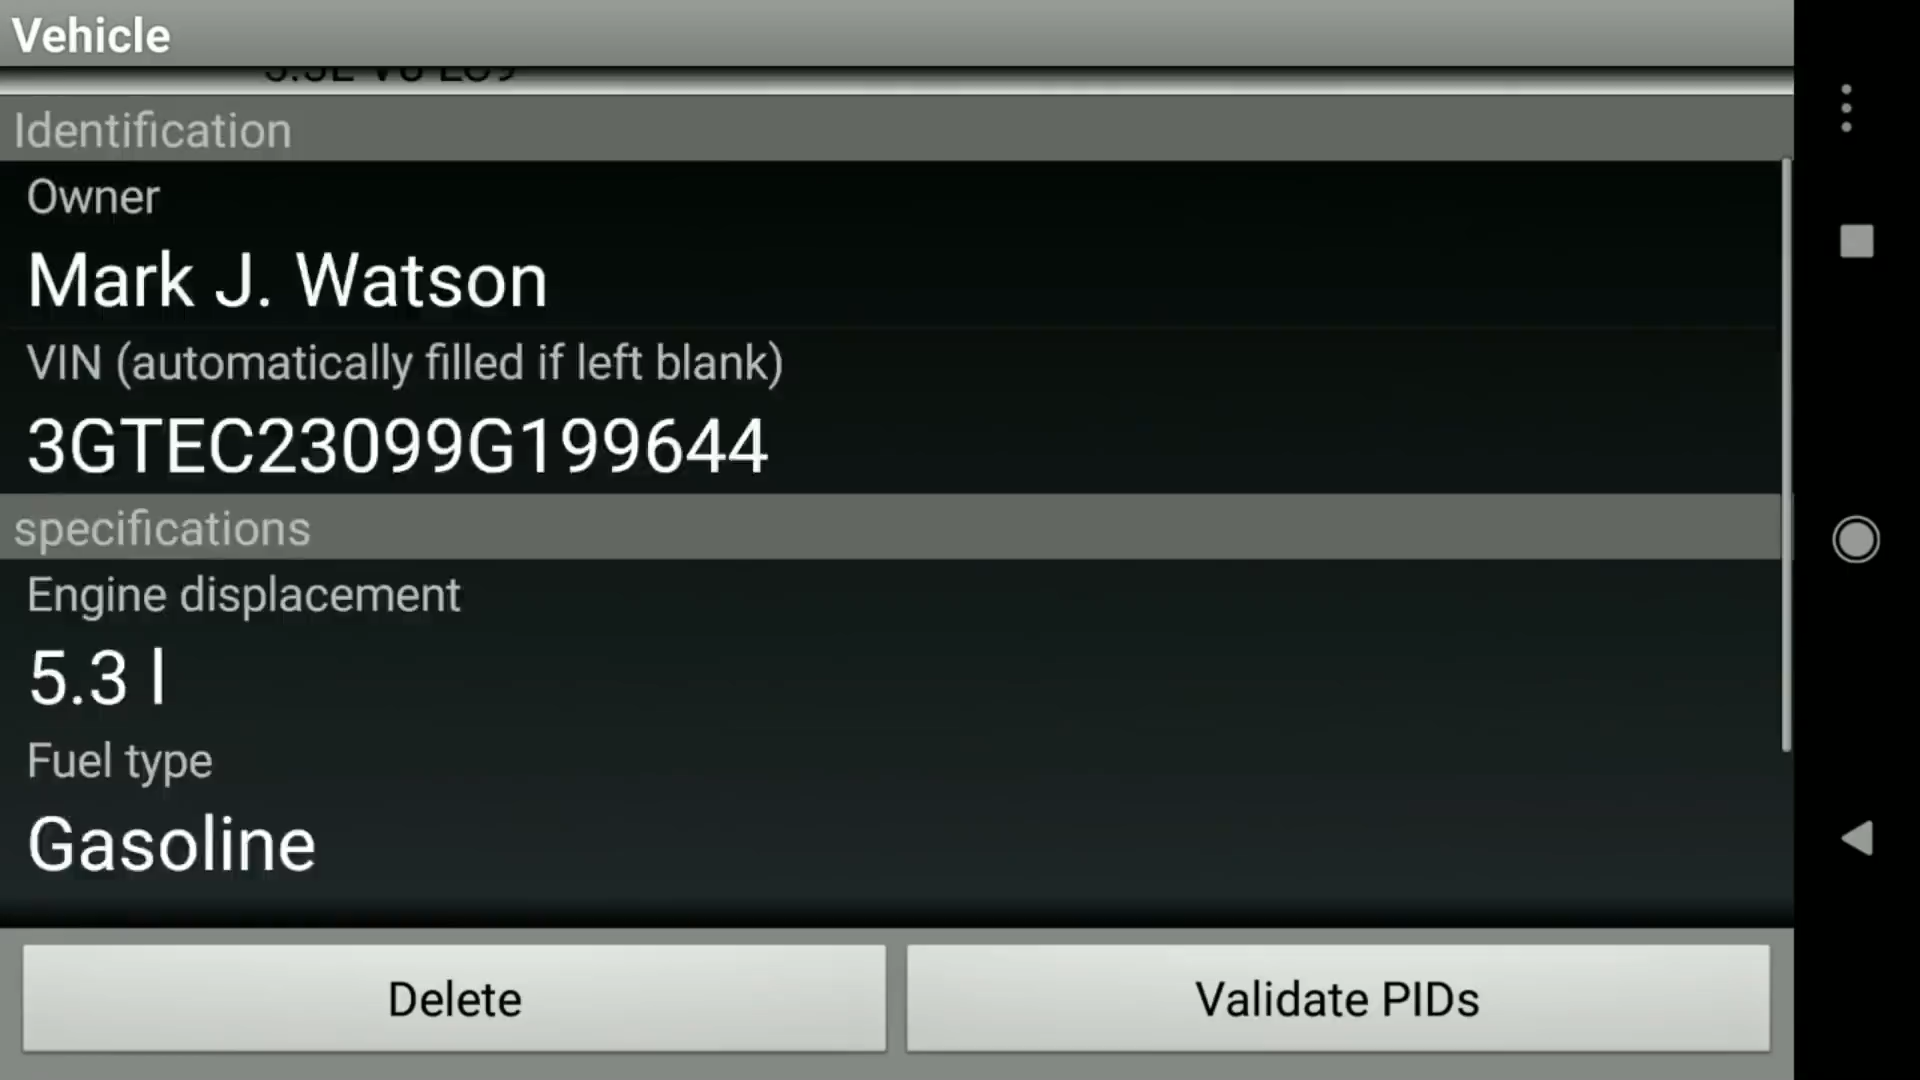 Vehicle
Identification
Owner
Mark J. Watson
VIN (automatically filled if left blank)
3GTEC23099G199644
specifications
Engine displacement
5.3 l
Fuel type
Gasoline
Delete
Validate PIDs